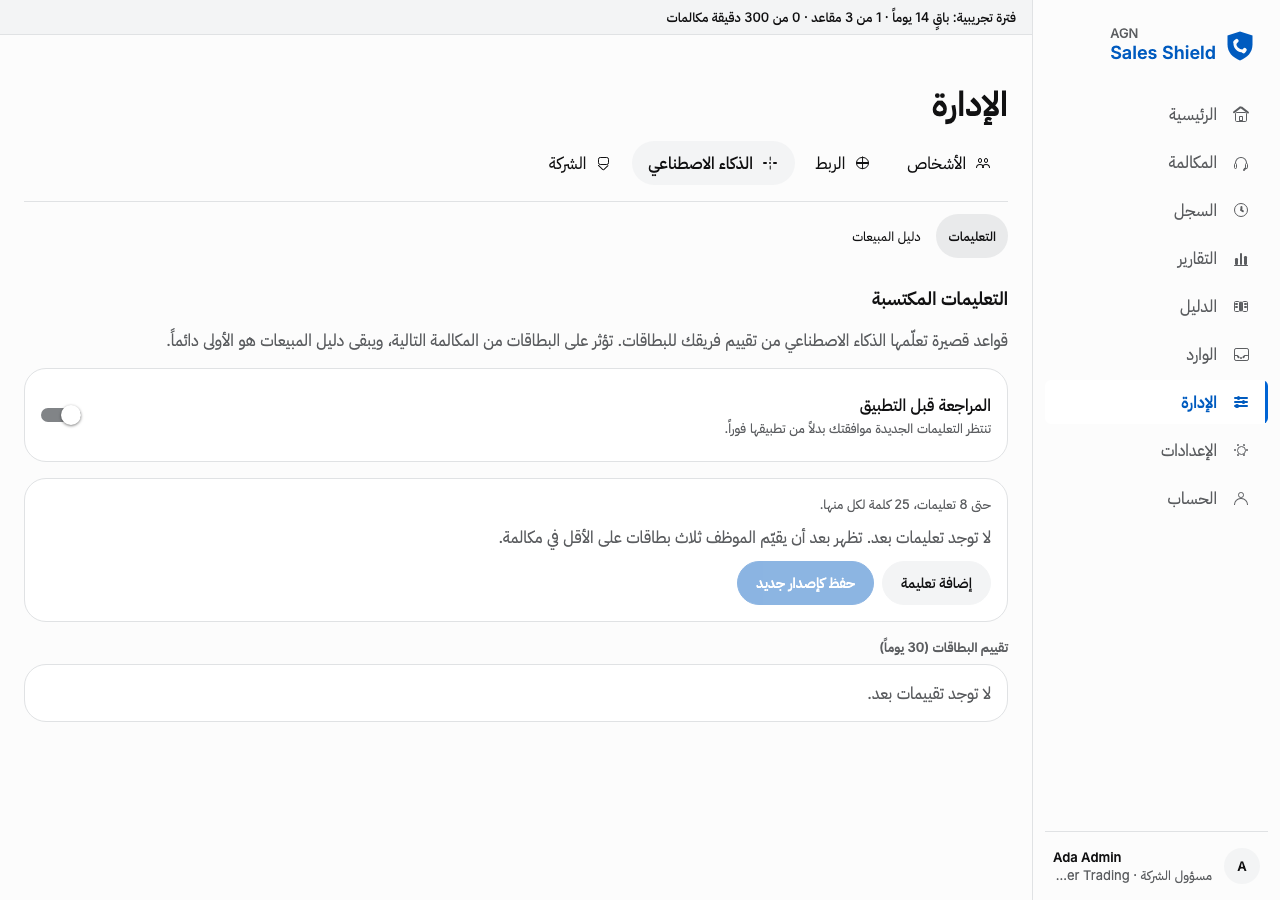 فترة تجريبية: باقٍ 14 يوماً · 1 من 3 مقاعد · 0 من 300 دقيقة مكالمات
AGN
Sales Shield
الرئيسية
المكالمة
السجل
التقارير
الدليل
الوارد
الإدارة
الإعدادات
الحساب
Ada Admin
مسؤول الشركة · er Trading...
A
الإدارة
الأشخاص
الربط
الذكاء الاصطناعي
الشركة
التعليمات
دليل المبيعات
التعليمات المكتسبة
قواعد قصيرة تعلّمها الذكاء الاصطناعي من تقييم فريقك للبطاقات. تؤثر على البطاقات من المكالمة التالية، ويبقى دليل المبيعات هو الأولى دائماً.
المراجعة قبل التطبيق
تنتظر التعليمات الجديدة موافقتك بدلاً من تطبيقها فوراً.
حتى 8 تعليمات، 25 كلمة لكل منها.
لا توجد تعليمات بعد. تظهر بعد أن يقيّم الموظف ثلاث بطاقات على الأقل في مكالمة.
إضافة تعليمة
حفظ كإصدار جديد
تقييم البطاقات (30 يوماً)
لا توجد تقييمات بعد.